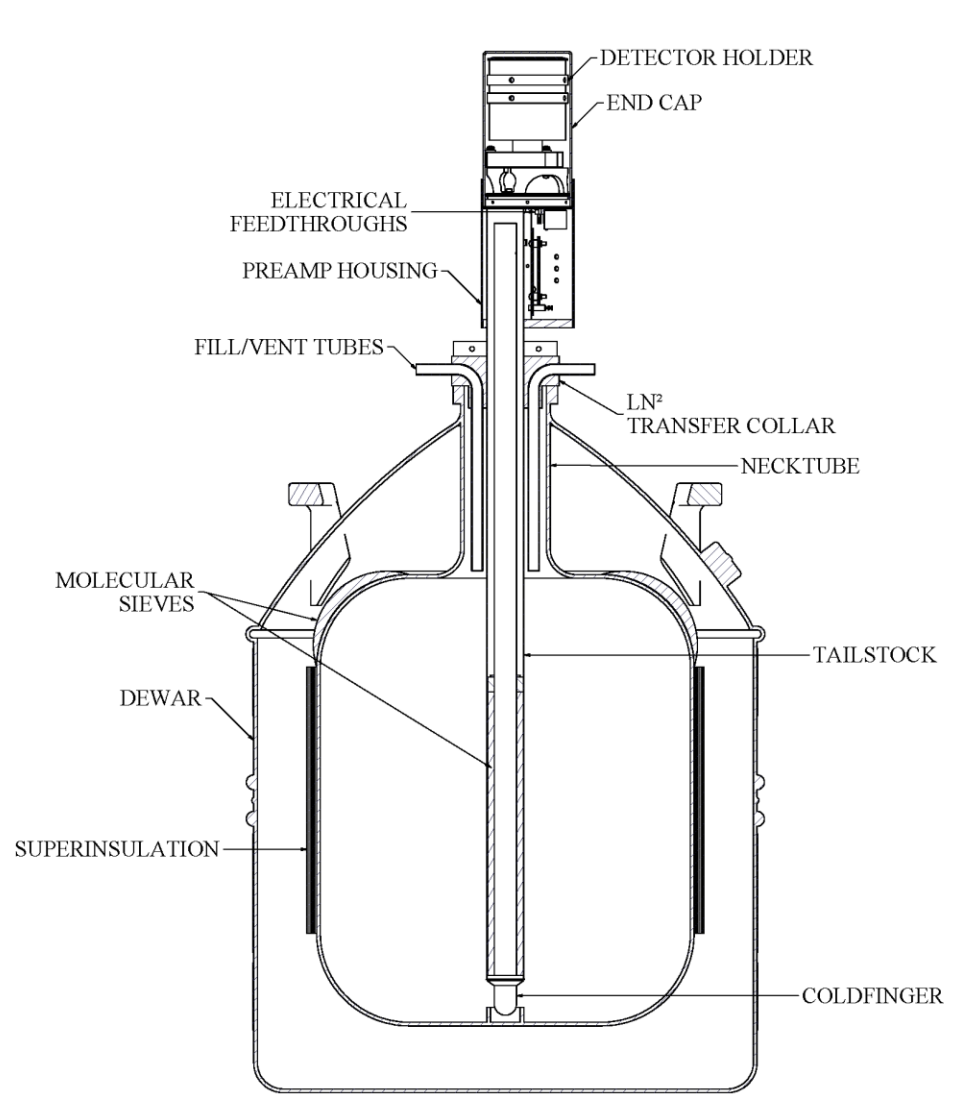 DETECTOR HOLDER
END CAP
ELECTRICAL
FEEDTHROUGHS
PREAMP HOUSING
FILL/VENT TUBES
LN²
TRANSFER COLLAR
NECKTUBE
MOLECULAR
SIEVES
TAILSTOCK
DEWAR
SUPERINSULATION
COLDFINGER